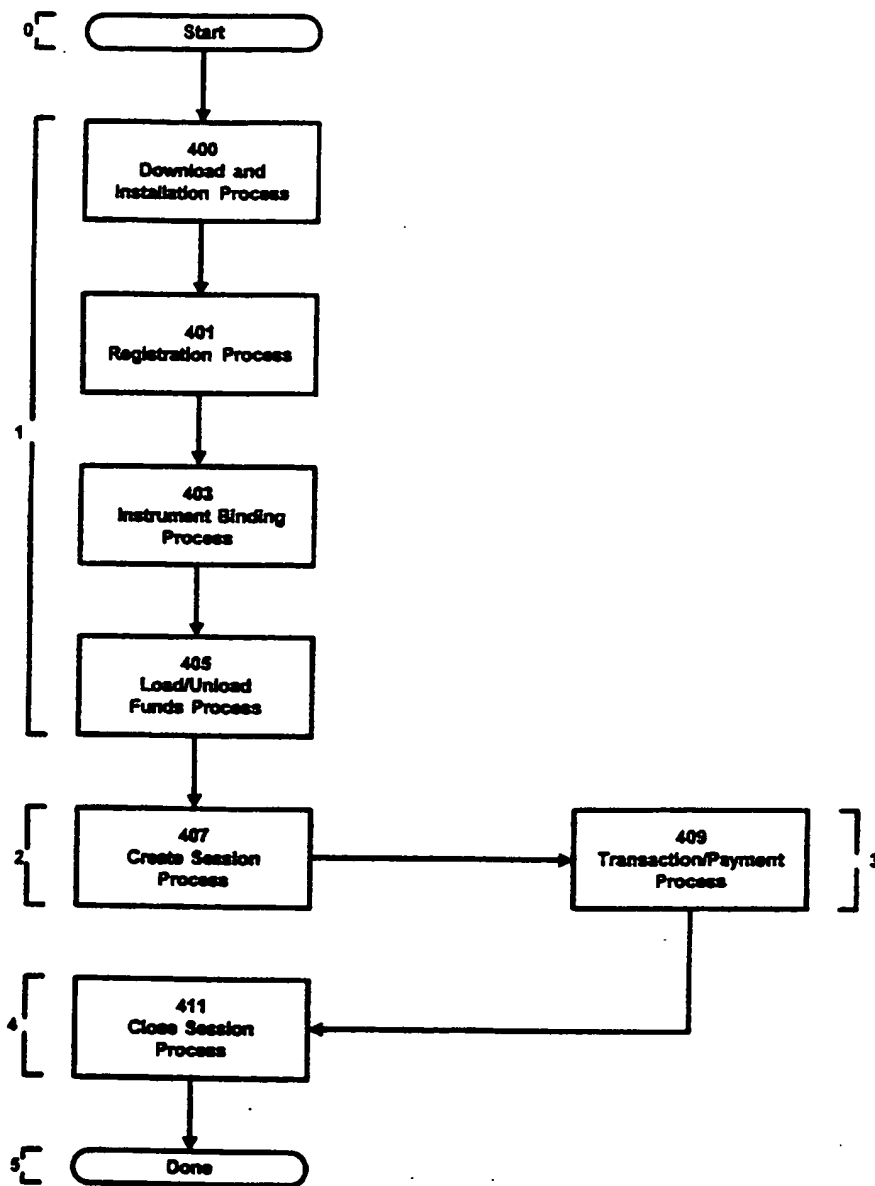 0
Start
400
Download and
Installation Process
401
Registration Process
1
403
Instrument Binding
Process
405
Load/Unload
Funds Process
2
407
Create Session
Process
409
Transaction/Payment
Process
3
4
411
Close Session
Process
5
Done